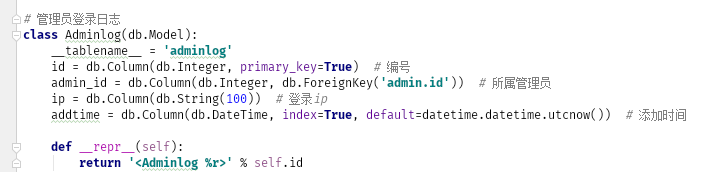 # 管理员登录日志
class Adminlog(db.Model):
    __tablename__ = 'adminlog'
    id = db.Column(db.Integer, primary_key=True)  # 编号
    admin_id = db.Column(db.Integer, db.ForeignKey('admin.id'))  # 所属管理员
    ip = db.Column(db.String(100))  # 登录ip
    addtime = db.Column(db.DateTime, index=True, default=datetime.datetime.utcnow())  # 添加时间
    def __repr__(self):
        return '<Adminlog %r>' % self.id